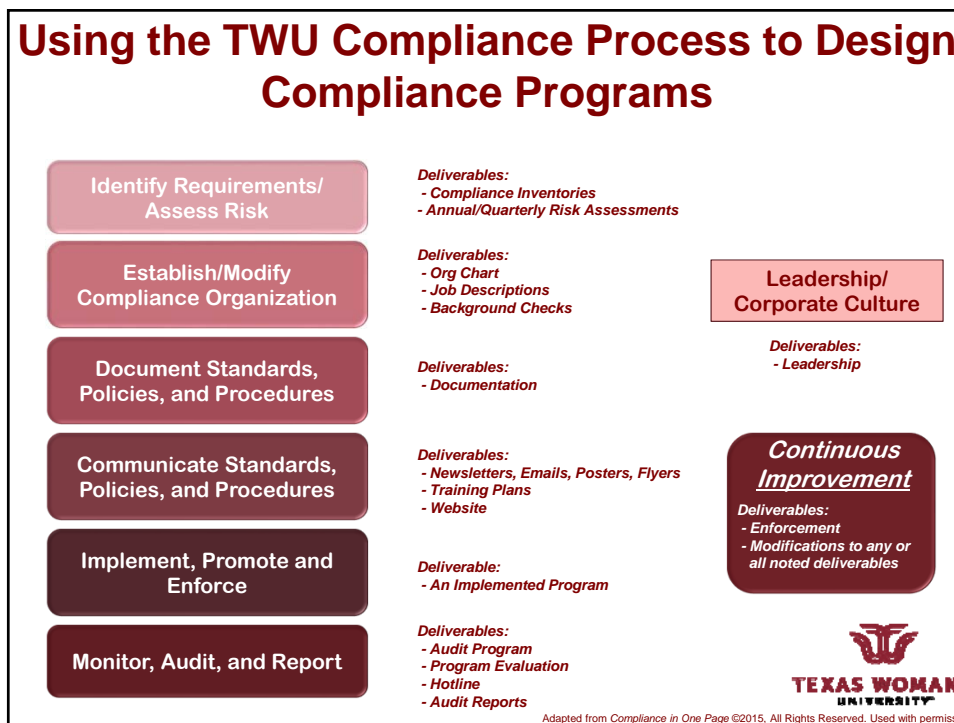 Using the TWU Compliance Process to Design
Compliance Programs
Identify Requirements/
Assess Risk
Deliverables:
- Compliance Inventories
- Annual/Quarterly Risk Assessments
Establish/Modify
Compliance Organization
Deliverables:
- Org Chart
- Job Descriptions
- Background Checks
Document Standards,
Policies, and Procedures
Deliverables:
- Documentation
Communicate Standards,
Policies, and Procedures
Deliverables:
- Newsletters, Emails, Posters, Flyers
- Training Plans
- Website
Implement, Promote and
Enforce
Deliverable:
- An Implemented Program
Monitor, Audit, and Report
Deliverables:
- Audit Program
- Program Evaluation
- Hotline
- Audit Reports
Leadership/
Corporate Culture
Deliverables:
- Leadership
Continuous
Improvement
Deliverables:
- Enforcement
- Modifications to any or
all noted deliverables
TEXAS WOMAN
UNIVERSITY
Adapted from Compliance in One Page ©2015, All Rights Reserved. Used with permiss